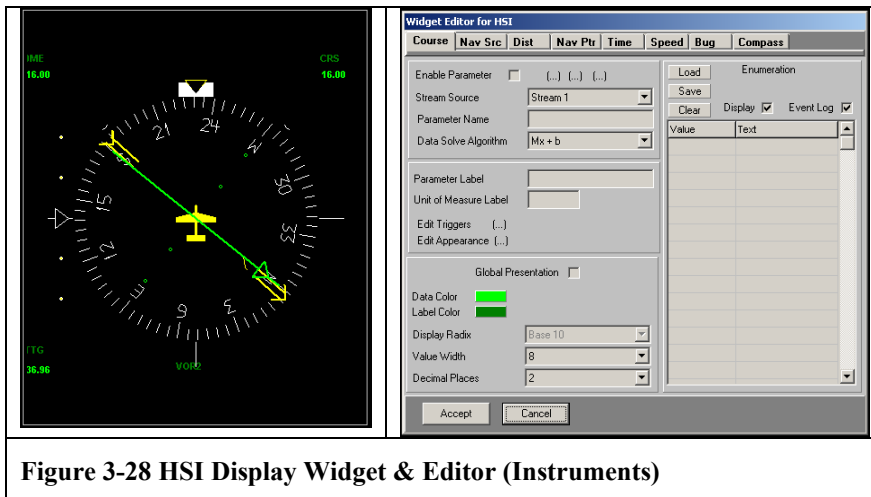 Widget Editor for HSI
Course Nav Src Dist Nav Ptr Time Speed Bug Compass
CRS
16.00
16.00
21
24
W
30
33
15
12
E
6
3
TTG
36.96
VOR2
Enable Parameter (...) (...) (...)
Stream Source Stream 1
Parameter Name
Data Solve Algorithm Mx + b
Parameter Label
Unit of Measure Label
Edit Triggers (...)
Edit Appearance (...)
Global Presentation
Data Color
Label Color
Display Radix Base 10
Value Width 8
Decimal Places 2
Accept Cancel
Load Enumeration
Save
Clear Display Event Log
Value Text
Figure 3-28 HSI Display Widget & Editor (Instruments)